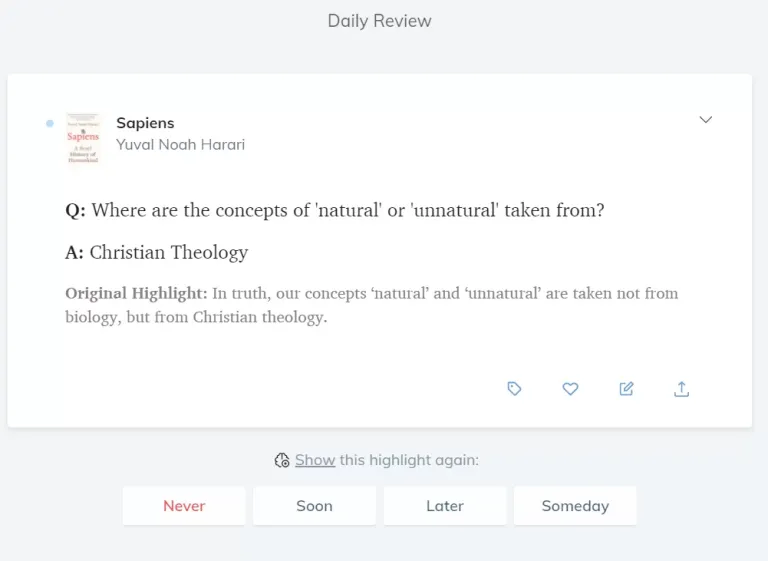 Daily Review
Sapiens
A Brief
History of
Humankind
Sapiens
Yuval Noah Harari
Q: Where are the concepts of 'natural' or 'unnatural' taken from?
A: Christian Theology
Original Highlight: In truth, our concepts ‘natural’ and ‘unnatural’ are taken not from
biology, but from Christian theology.
Show this highlight again:
Never
Soon
Later
Someday